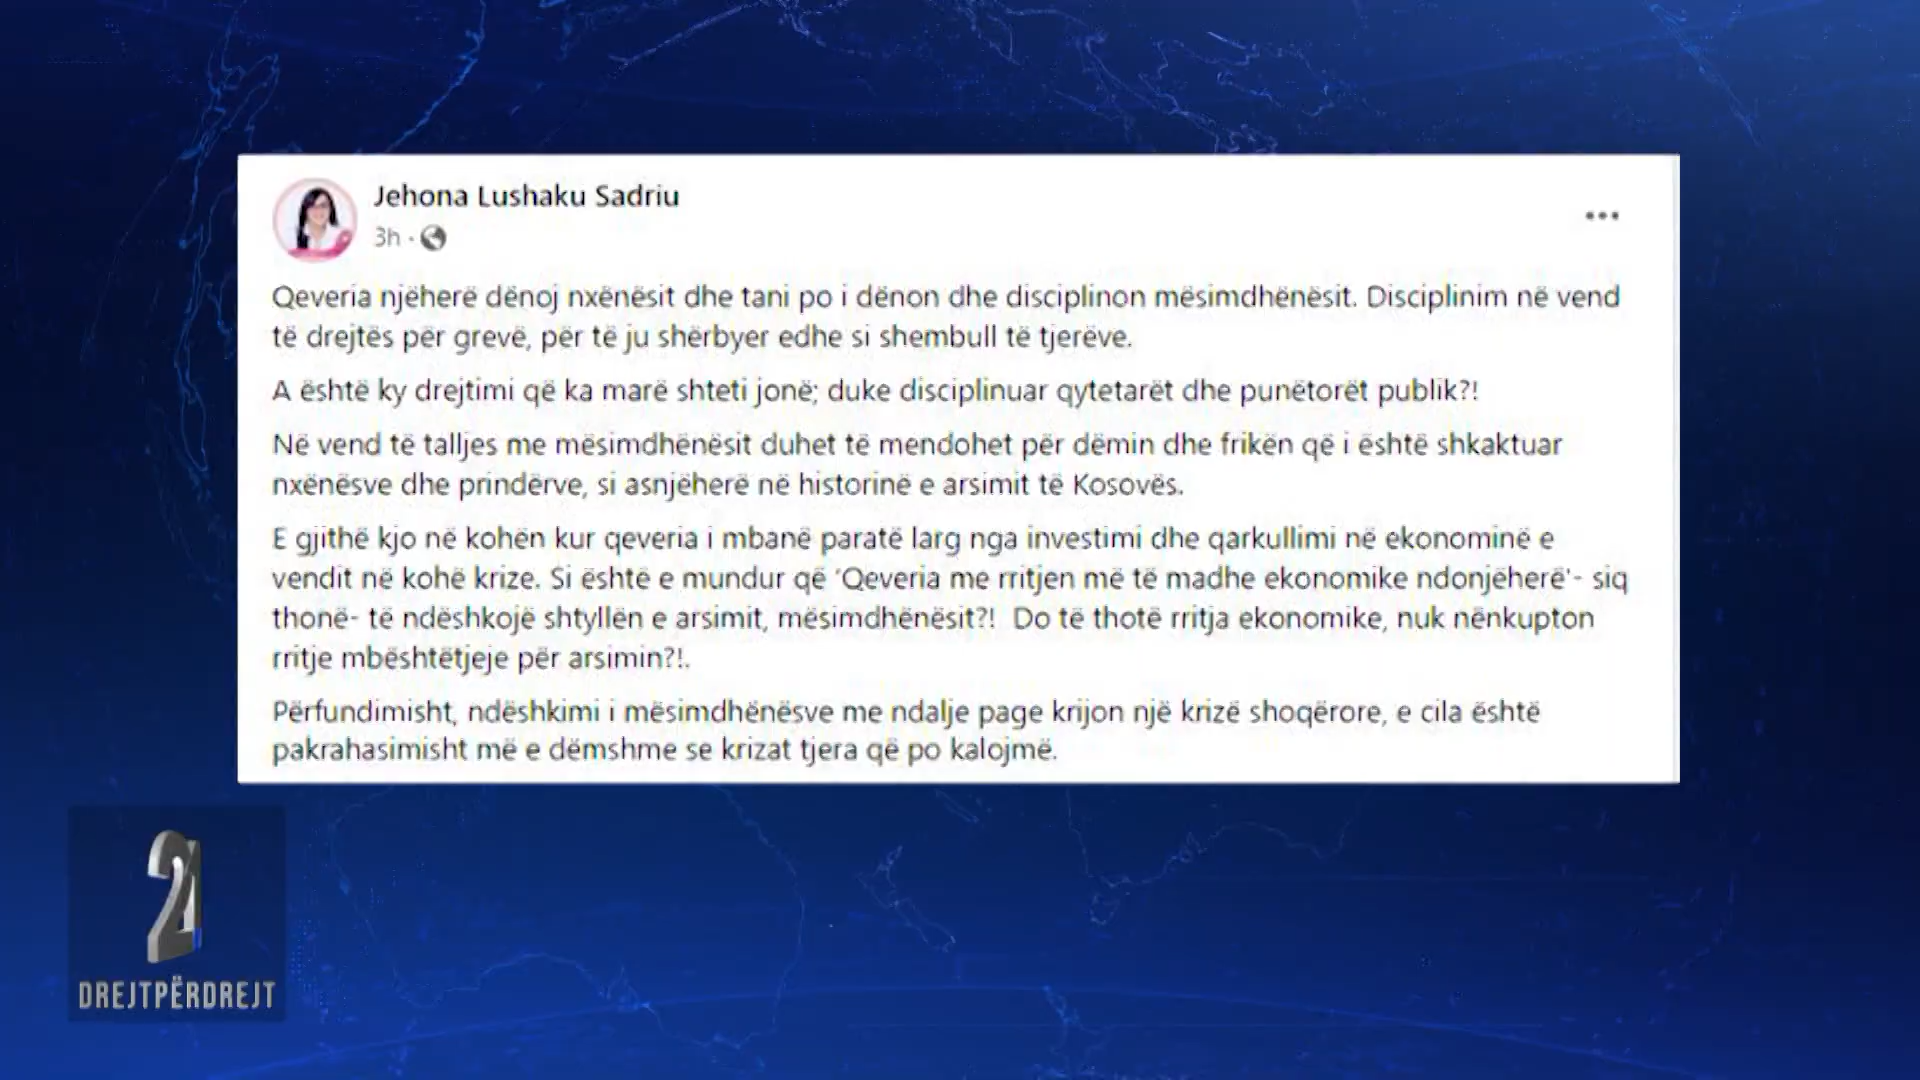 Jehona Lushaku Sadriu
3h ·
Qeveria njëherë dënoj nxënësit dhe tani po i dënon dhe disciplinon mësimdhënësit. Disciplinim në vend
të drejtës për grevë, për të ju shërbyer edhe si shembull të tjerëve.
A është ky drejtimi që ka marë shteti jonë; duke disciplinuar qytetarët dhe punëtorët publik?!
Në vend të talljes me mësimdhënësit duhet të mendohet për dëmin dhe frikën që i është shkaktuar
nxënësve dhe prindërve, si asnjëherë në historinë e arsimit të Kosovës.
E gjithë kjo në kohën kur qeveria i mbanë paratë larg nga investimi dhe qarkullimi në ekonominë e
vendit në kohë krize. Si është e mundur që 'Qeveria me rritjen më të madhe ekonomike ndonjëherë'- siq
thonë- të ndëshkojë shtyllën e arsimit, mësimdhënësit?! Do të thotë rritja ekonomike, nuk nënkupton
rritje mbështëtjeje për arsimin?!.
Përfundimisht, ndëshkimi i mësimdhënësve me ndalje page krijon një krizë shoqërore, e cila është
pakrahasimisht më e dëmshme se krizat tjera që po kalojmë.
21
DREJTPËRDREJT